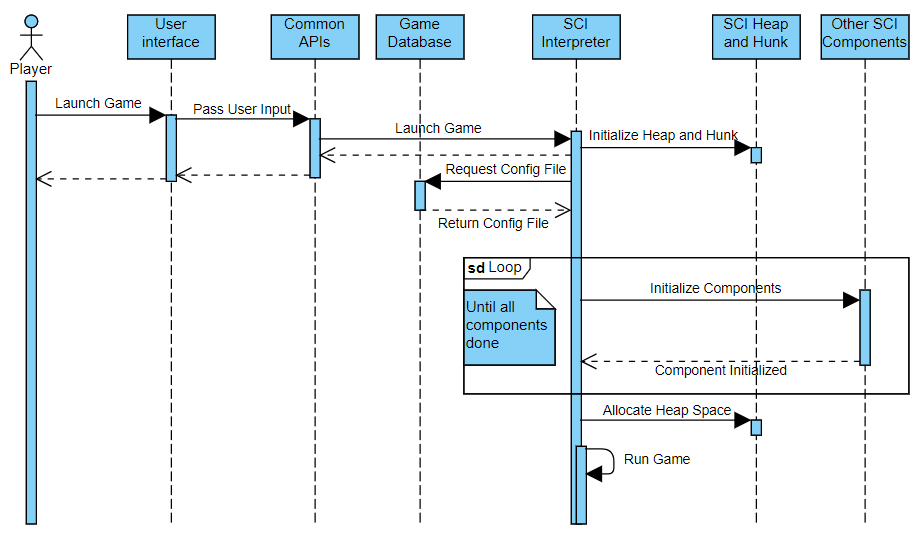 Player
User
interface
Common
APIs
Game
Database
SCI
Interpreter
SCI Heap
and Hunk
Other SCI
Components
Launch Game
Pass User Input
Launch Game
Initialize Heap and Hunk
Request Config File
Return Config File
sd Loop
Until all
components
done
Initialize Components
Component Initialized
Allocate Heap Space
Run Game